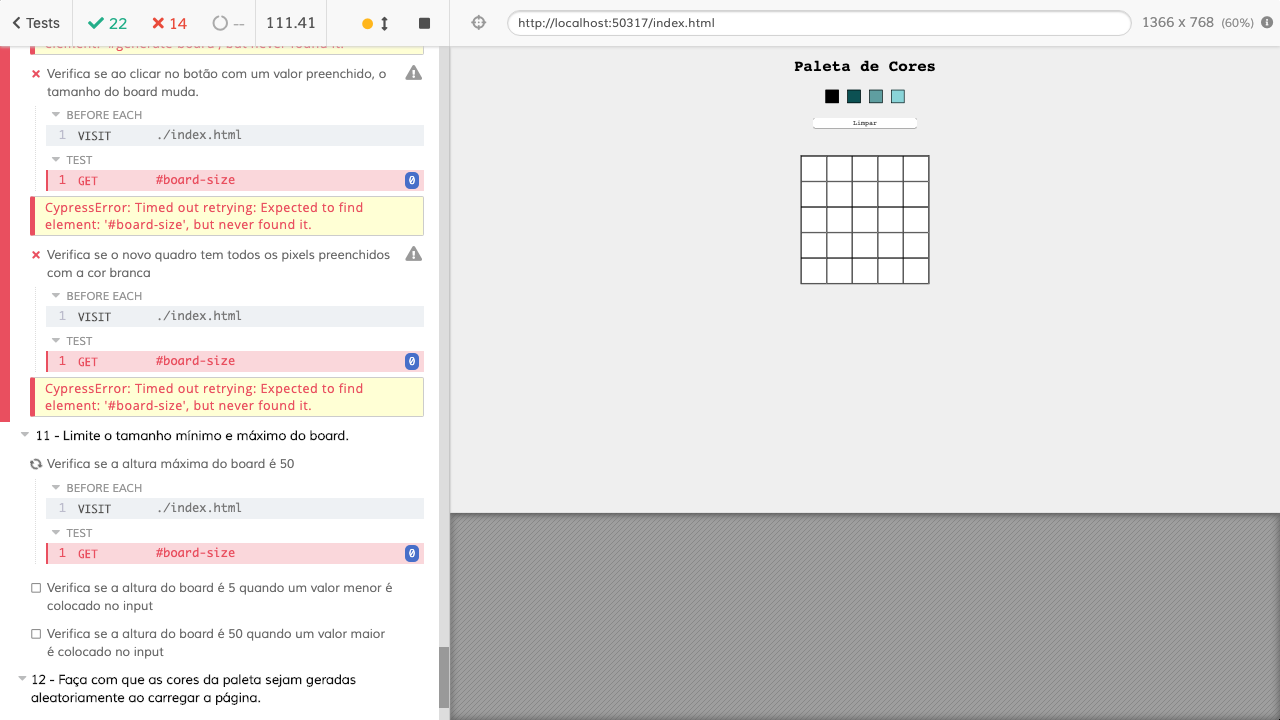 Tests 22 14 -- 111.41
http://localhost:50317/index.html 1366 x 768 (60%)
element: '#generate-board', but never found it.
Verifica se ao clicar no botão com um valor preenchido, o
tamanho do board muda.
BEFORE EACH
1 VISIT ./index.html
TEST
1 GET #board-size 0
CypressError: Timed out retrying: Expected to find
element: '#board-size', but never found it.
Verifica se o novo quadro tem todos os pixels preenchidos
com a cor branca
BEFORE EACH
1 VISIT ./index.html
TEST
1 GET #board-size 0
CypressError: Timed out retrying: Expected to find
element: '#board-size', but never found it.
11 - Limite o tamanho mínimo e máximo do board.
Verifica se a altura máxima do board é 50
BEFORE EACH
1 VISIT ./index.html
TEST
1 GET #board-size 0
Verifica se a altura do board é 5 quando um valor menor é
colocado no input
Verifica se a altura do board é 50 quando um valor maior
é colocado no input
12 - Faça com que as cores da paleta sejam geradas
aleatoriamente ao carregar a página.
Paleta de Cores
Limpar